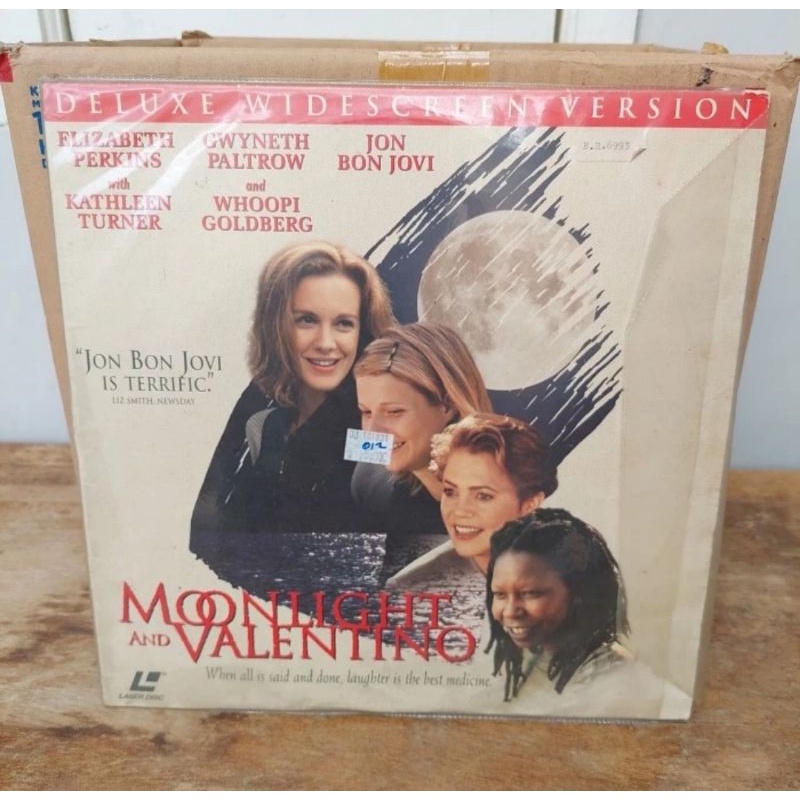 DELUXE WIDESCREEN VERSION
ELIZABETH PERKINS
GWYNETH PALTROW
JON BON JOVI
with KATHLEEN TURNER
and WHOOPI GOLDBERG
"JON BON JOVI
IS TERRIFIC."
LIZ SMITH, NEWSDAY
012
MOONLIGHT
AND VALENTINO
When all is said and done, laughter is the best medicine.
LASER DISC